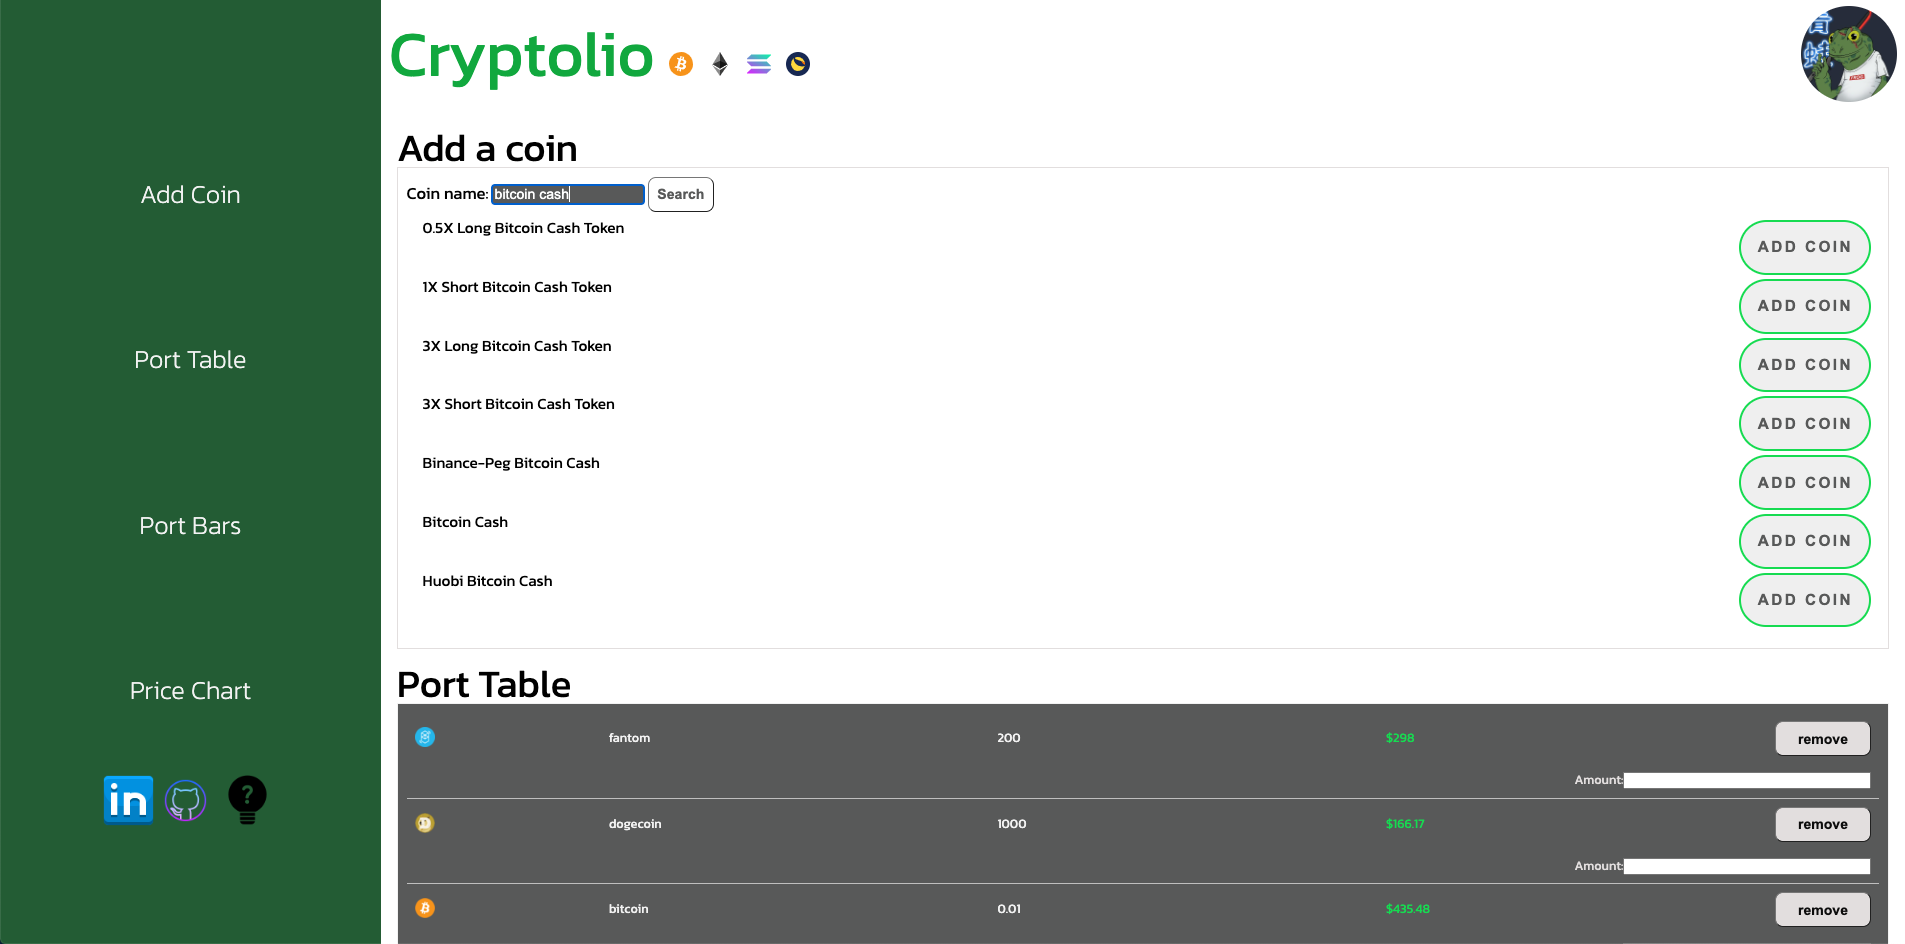 Cryptolio
青
蛙
Add a coin
Add Coin
Port Table
Port Bars
Price Chart
in
?
Coin name: bitcoin cash Search
0.5X Long Bitcoin Cash Token ADD COIN
1X Short Bitcoin Cash Token ADD COIN
3X Long Bitcoin Cash Token ADD COIN
3X Short Bitcoin Cash Token ADD COIN
Binance-Peg Bitcoin Cash ADD COIN
Bitcoin Cash ADD COIN
Huobi Bitcoin Cash ADD COIN
Port Table
fantom 200 $298 remove
Amount:
dogecoin 1000 $166.17 remove
Amount:
bitcoin 0.01 $435.48 remove